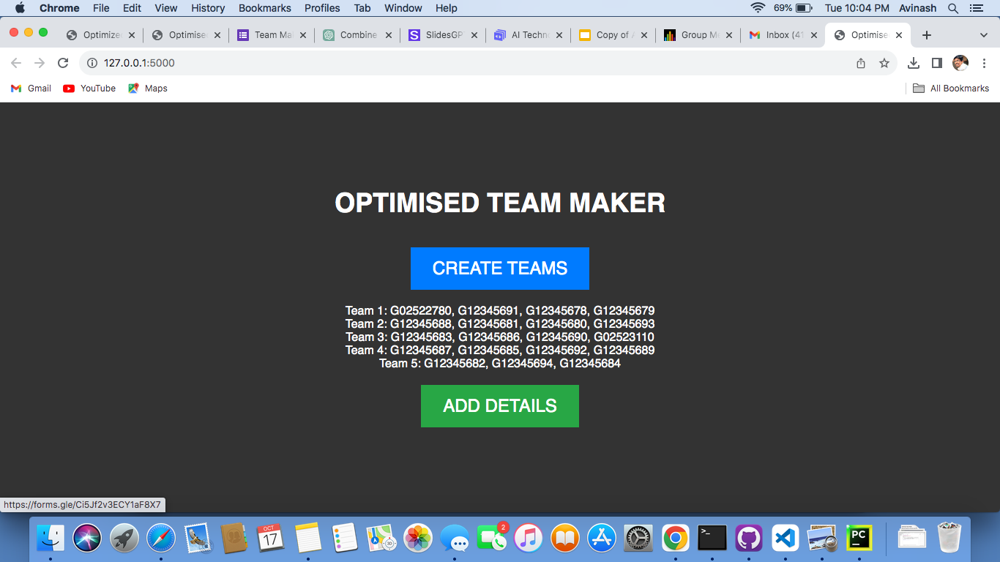 Chrome File Edit View History Bookmarks Profiles Tab Window Help 69% Tue 10:04 PM Avinash
Optimize Optimise Team Ma Combine SlidesGP AI Techn Copy of A Group M Inbox (41 Optimise
127.0.0.1:5000
Gmail YouTube Maps All Bookmarks
OPTIMISED TEAM MAKER
CREATE TEAMS
Team 1: G02522780, G12345691, G12345678, G12345679
Team 2: G12345688, G12345681, G12345680, G12345693
Team 3: G12345683, G12345686, G12345690, G02523110
Team 4: G12345687, G12345685, G12345692, G12345689
Team 5: G12345682, G12345694, G12345684
ADD DETAILS
https://forms.gle/Ci5Jf2v3ECY1aF8X7
OCT
17
2
>_
PC